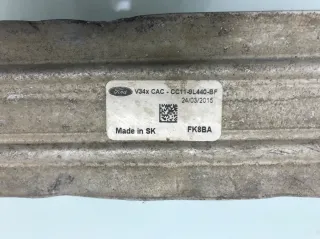 Ford V34x CAC - CC11-9L440-BF
24/03/2015
Made in SK FK8BA